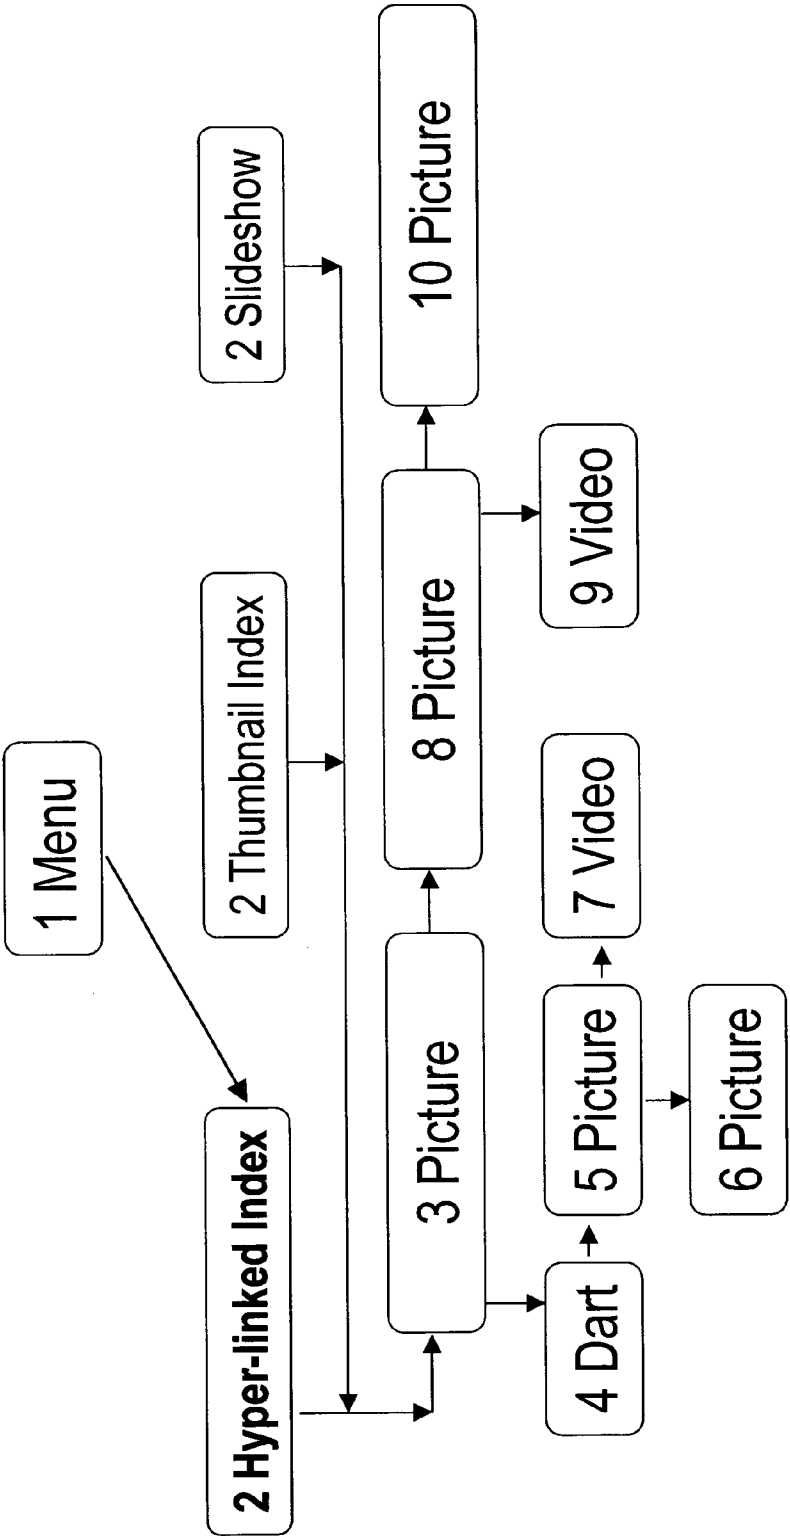 1 Menu
2 Hyper-linked Index
2 Thumbnail Index
2 Slideshow
3 Picture
8 Picture
10 Picture
4 Dart
5 Picture
7 Video
9 Video
6 Picture